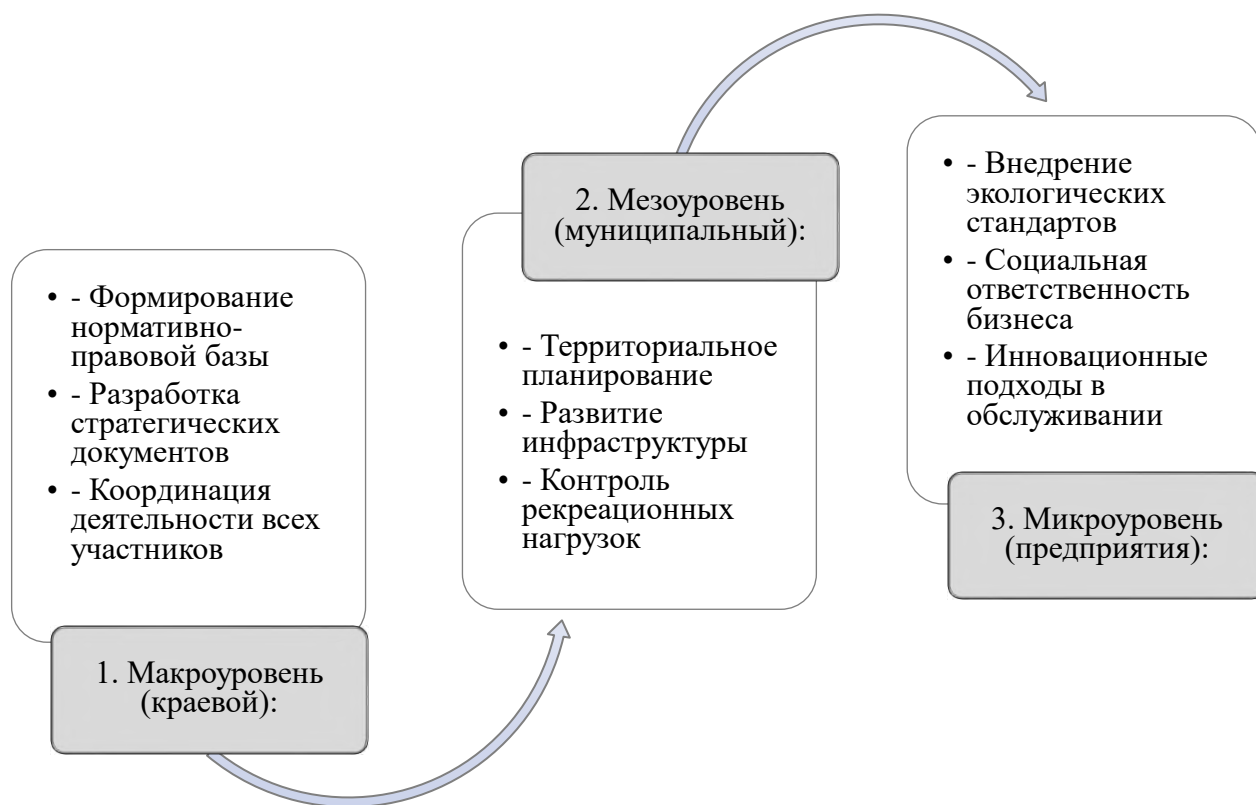 • - Формирование
нормативно-
правовой базы
• - Разработка
стратегических
документов
• - Координация
деятельности всех
участников
1. Макроуровень
(краевой):
2. Мезоуровень
(муниципальный):
• - Территориальное
планирование
• - Развитие
инфраструктуры
• - Контроль
рекреационных
нагрузок
• - Внедрение
экологических
стандартов
• - Социальная
ответственность
бизнеса
• - Инновационные
подходы в
обслуживании
3. Микроуровень
(предприятия):